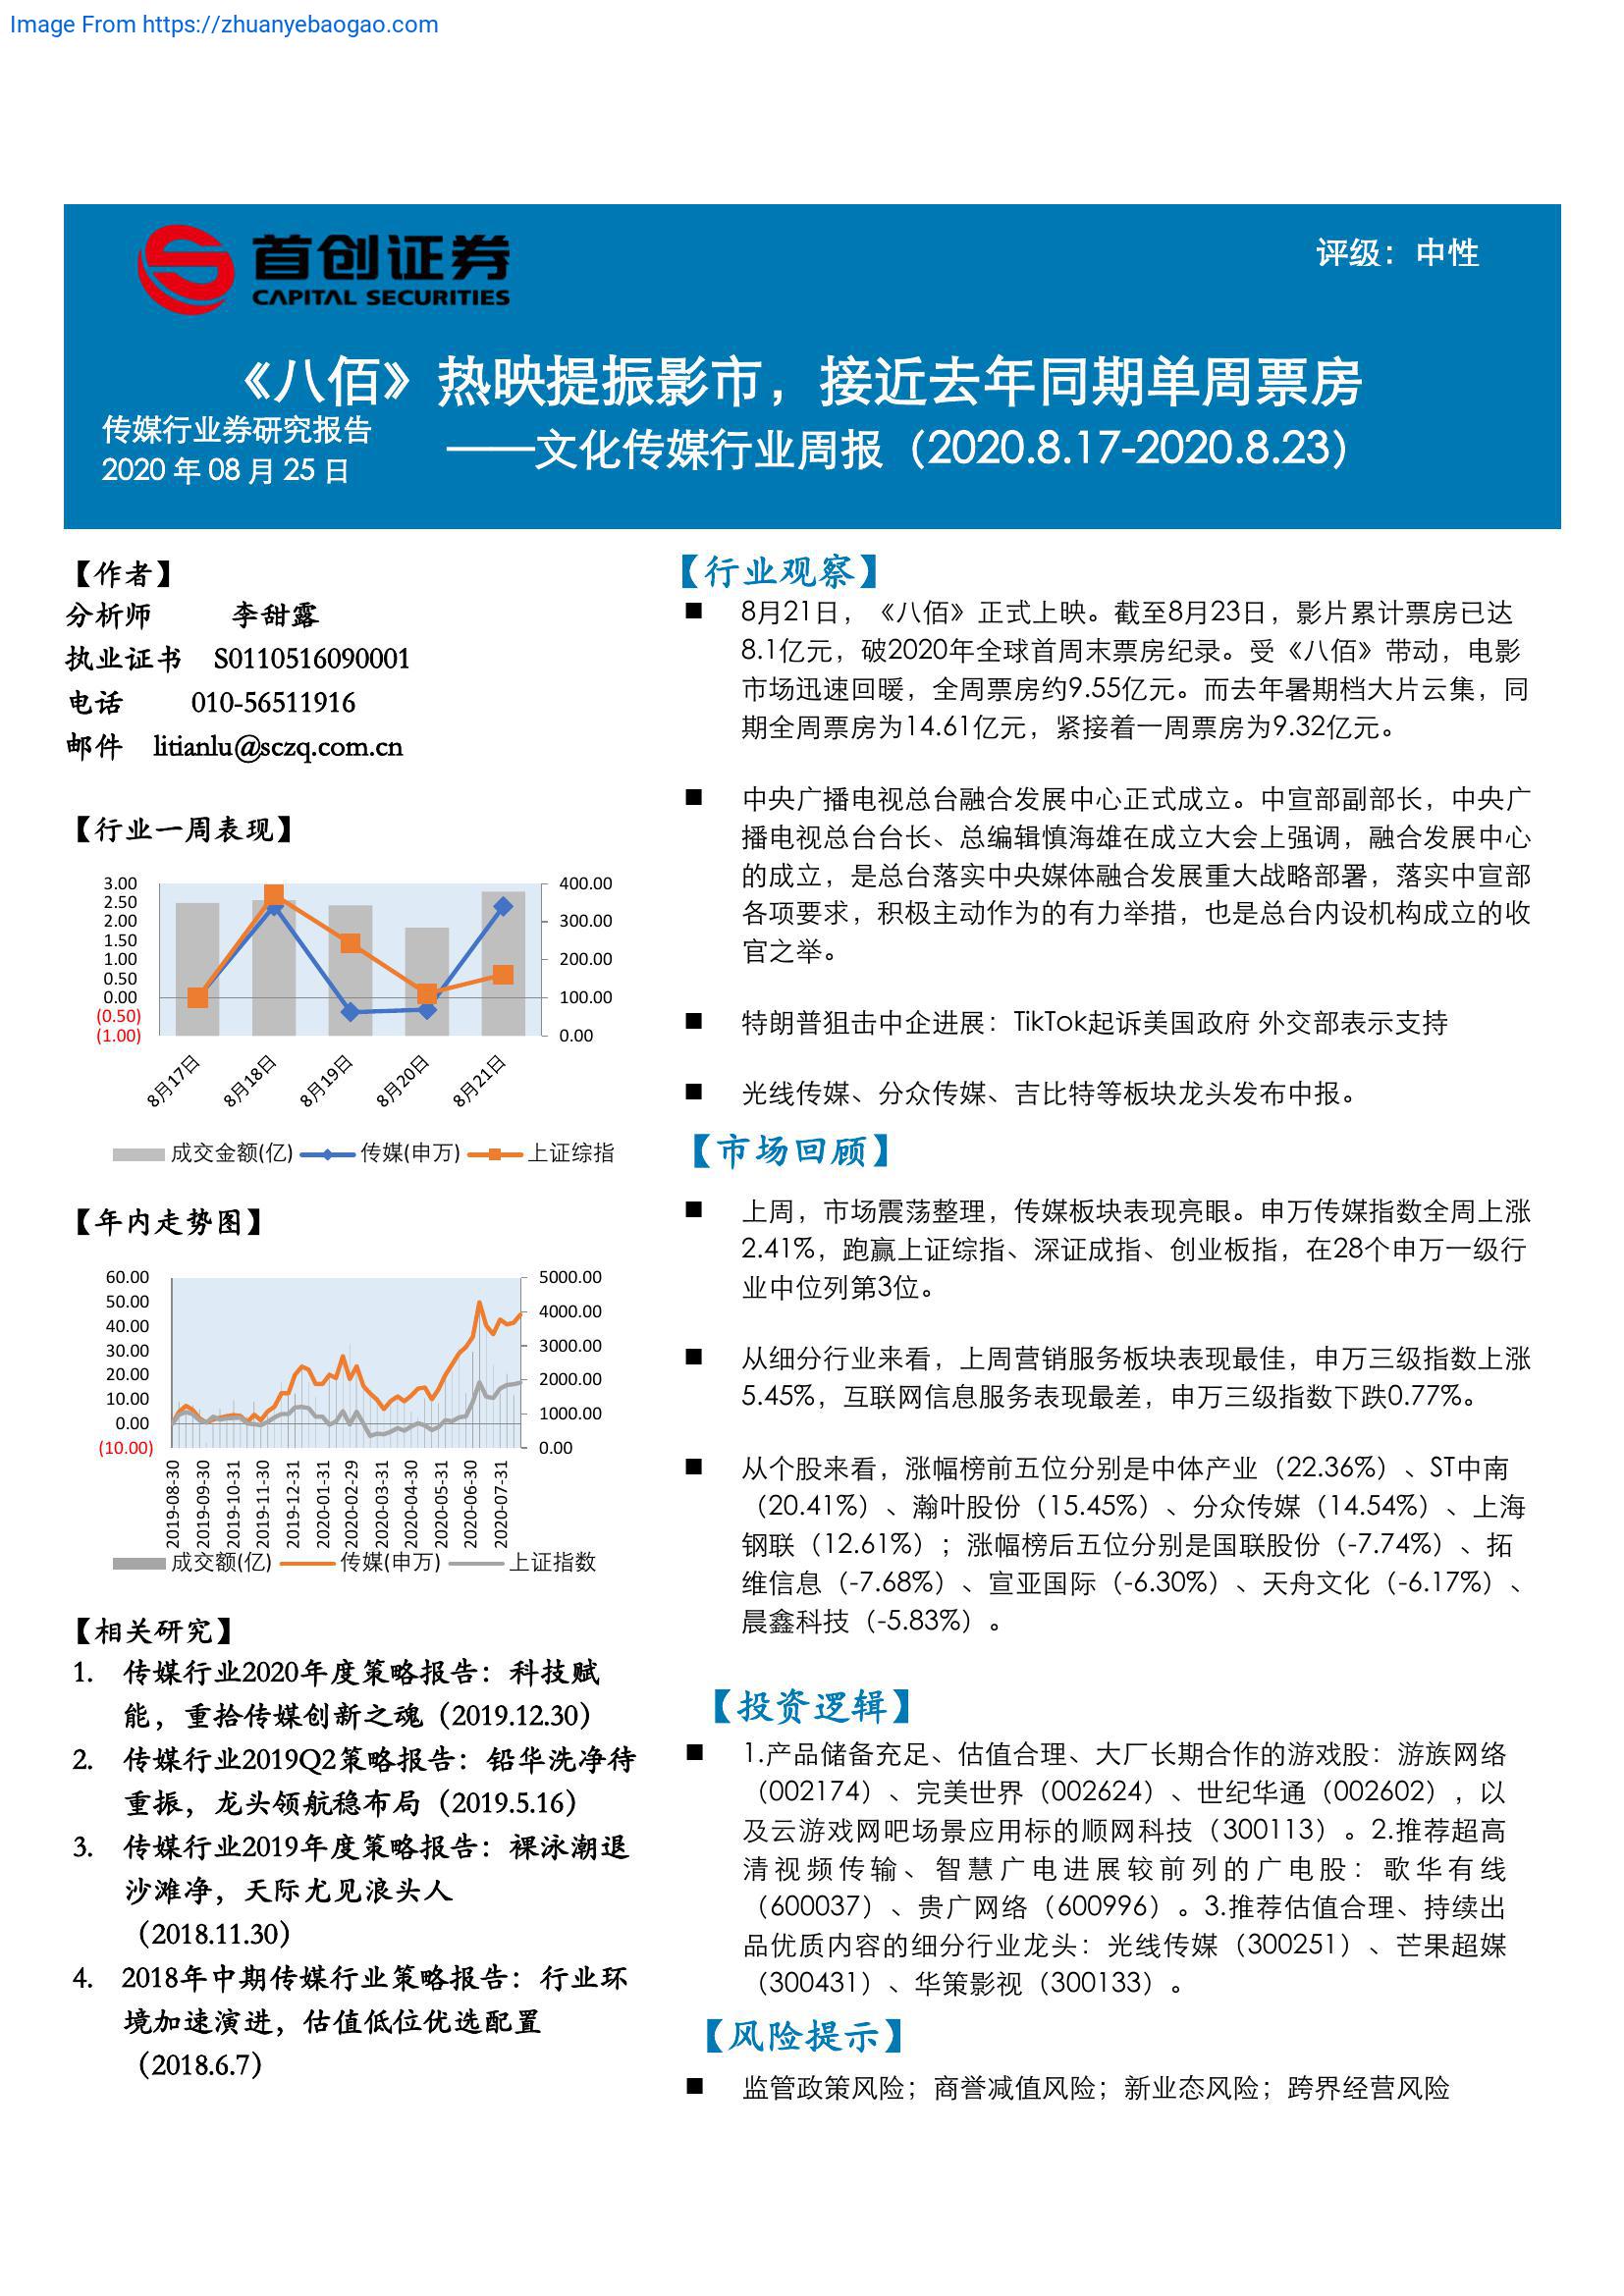 Image From https://zhuanyebaogao.com
首创证券
CAPITAL SECURITIES
评级：中性
《八佰》热映提振影市，接近去年同期单周票房
传媒行业券研究报告
2020 年 08 月 25 日
——文化传媒行业周报（2020.8.17-2020.8.23）
【作者】
分析师 李甜露
执业证书 S0110516090001
电话 010-56511916
邮件 litianlu@sczq.com.cn
【行业一周表现】
3.00
2.50
2.00
1.50
1.00
0.50
0.00
(0.50)
(1.00)
400.00
300.00
200.00
100.00
0.00
8月17日 8月18日 8月19日 8月20日 8月21日
成交金额(亿) 传媒(申万) 上证综指
【年内走势图】
60.00
50.00
40.00
30.00
20.00
10.00
0.00
(10.00)
5000.00
4000.00
3000.00
2000.00
1000.00
0.00
2019-08-30 2019-09-30 2019-10-31 2019-11-30 2019-12-31 2020-01-31 2020-02-29 2020-03-31 2020-04-30 2020-05-31 2020-06-30 2020-07-31
成交额(亿) 传媒(申万) 上证指数
【相关研究】
1. 传媒行业2020年度策略报告：科技赋
能，重拾传媒创新之魂（2019.12.30）
2. 传媒行业2019Q2策略报告：铅华洗净待
重振，龙头领航稳布局（2019.5.16）
3. 传媒行业2019年度策略报告：裸泳潮退
沙滩净，天际尤见浪头人
（2018.11.30）
4. 2018年中期传媒行业策略报告：行业环
境加速演进，估值低位优选配置
（2018.6.7）
【行业观察】
■ 8月21日，《八佰》正式上映。截至8月23日，影片累计票房已达
8.1亿元，破2020年全球首周末票房纪录。受《八佰》带动，电影
市场迅速回暖，全周票房约9.55亿元。而去年暑期档大片云集，同
期全周票房为14.61亿元，紧接着一周票房为9.32亿元。
■ 中央广播电视总台融合发展中心正式成立。中宣部副部长，中央广
播电视总台台长、总编辑慎海雄在成立大会上强调，融合发展中心
的成立，是总台落实中央媒体融合发展重大战略部署，落实中宣部
各项要求，积极主动作为的有力举措，也是总台内设机构成立的收
官之举。
■ 特朗普狙击中企进展：TikTok起诉美国政府 外交部表示支持
■ 光线传媒、分众传媒、吉比特等板块龙头发布中报。
【市场回顾】
■ 上周，市场震荡整理，传媒板块表现亮眼。申万传媒指数全周上涨
2.41%，跑赢上证综指、深证成指、创业板指，在28个申万一级行
业中位列第3位。
■ 从细分行业来看，上周营销服务板块表现最佳，申万三级指数上涨
5.45%，互联网信息服务表现最差，申万三级指数下跌0.77%。
■ 从个股来看，涨幅榜前五位分别是中体产业（22.36%）、ST中南
（20.41%）、瀚叶股份（15.45%）、分众传媒（14.54%）、上海
钢联（12.61%）；涨幅榜后五位分别是国联股份（-7.74%）、拓
维信息（-7.68%）、宣亚国际（-6.30%）、天舟文化（-6.17%）、
晨鑫科技（-5.83%）。
【投资逻辑】
■ 1.产品储备充足、估值合理、大厂长期合作的游戏股：游族网络
（002174）、完美世界（002624）、世纪华通（002602），以
及云游戏网吧场景应用标的顺网科技（300113）。2.推荐超高
清视频传输、智慧广电进展较前列的广电股：歌华有线
（600037）、贵广网络（600996）。3.推荐估值合理、持续出
品优质内容的细分行业龙头：光线传媒（300251）、芒果超媒
（300431）、华策影视（300133）。
【风险提示】
■ 监管政策风险；商誉减值风险；新业态风险；跨界经营风险